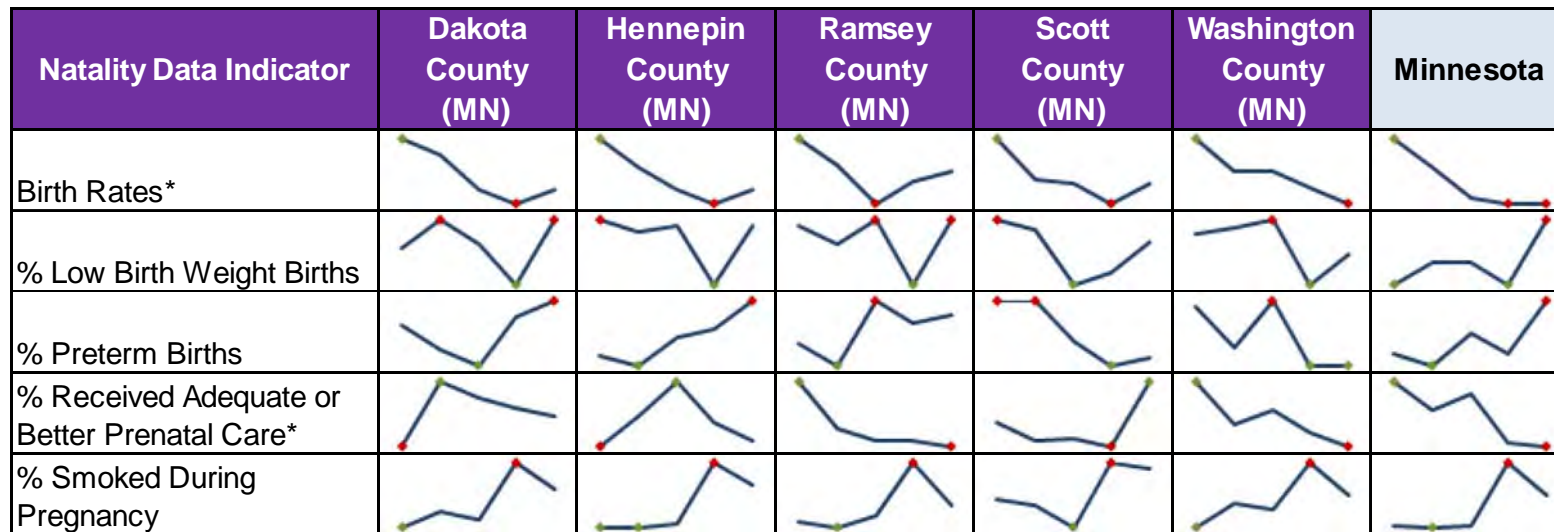 Natality Data Indicator
Dakota
County
(MN)
Hennepin
County
(MN)
Ramsey
County
(MN)
Scott
County
(MN)
Washington
County
(MN)
Minnesota
Birth Rates*
% Low Birth Weight Births
% Preterm Births
% Received Adequate or
Better Prenatal Care*
% Smoked During
Pregnancy